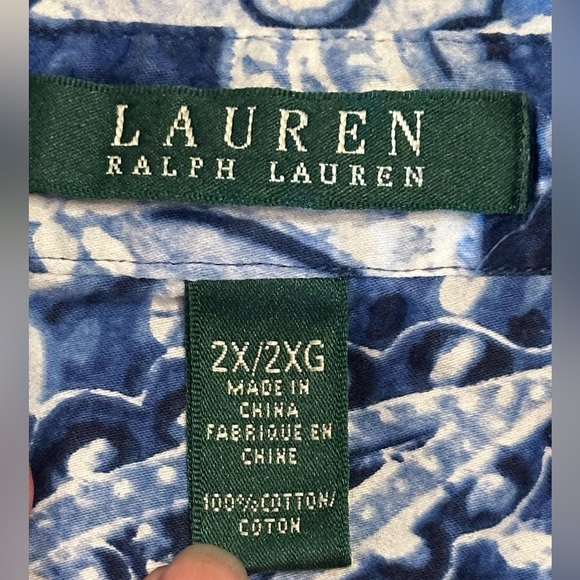 LAUREN
RALPH LAUREN
2X/2XG
MADE IN
CHINA
FABRIQUE EN
CHINE
100% COTTON/
COTON